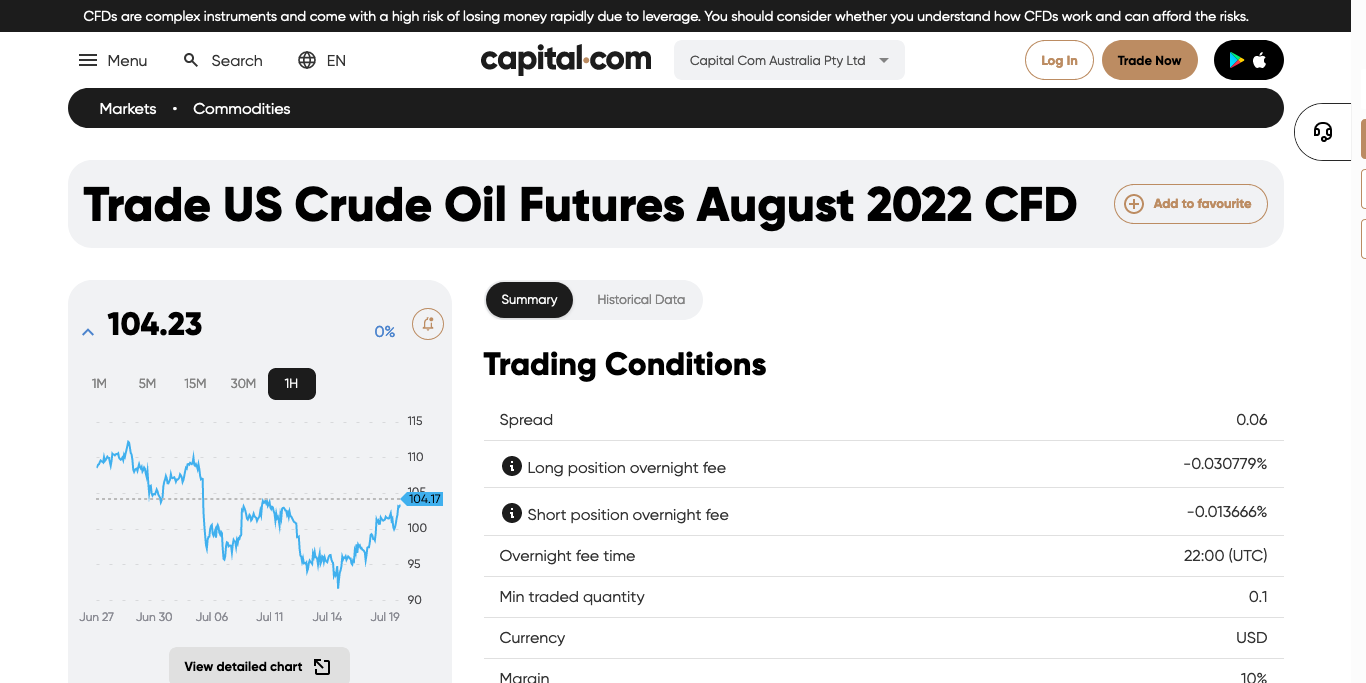 CFDs are complex instruments and come with a high risk of losing money rapidly due to leverage. You should consider whether you understand how CFDs work and can afford the risks.
Menu Search EN capital.com Capital Com Australia Pty Ltd Log In Trade Now
Markets • Commodities
Trade US Crude Oil Futures August 2022 CFD Add to favourite
104.23 0%
1M 5M 15M 30M 1H
115
110
105
104.17
100
95
90
Jun 27 Jun 30 Jul 06 Jul 11 Jul 14 Jul 19
View detailed chart
Summary Historical Data
Trading Conditions
Spread 0.06
Long position overnight fee -0.030779%
Short position overnight fee -0.013666%
Overnight fee time 22:00 (UTC)
Min traded quantity 0.1
Currency USD
Margin 10%